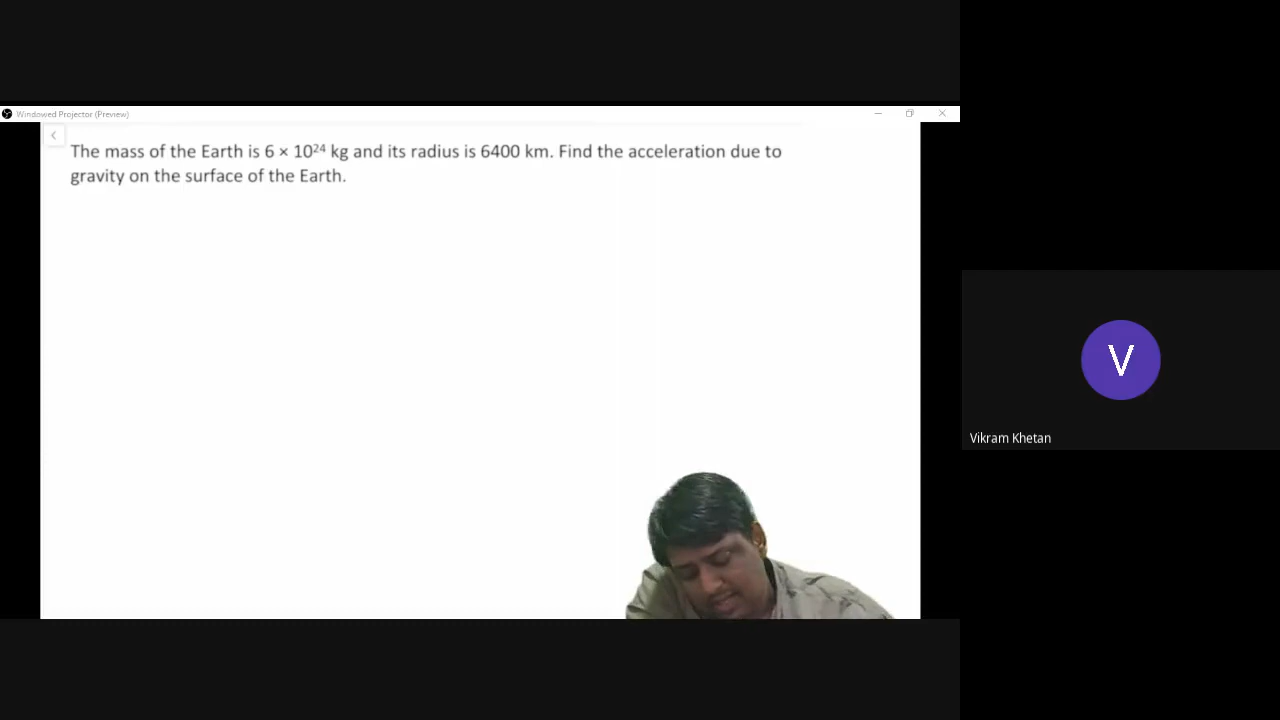 Windowed Projector (Preview)
The mass of the Earth is 6 × 10²⁴ kg and its radius is 6400 km. Find the acceleration due to
gravity on the surface of the Earth.
V
Vikram Khetan